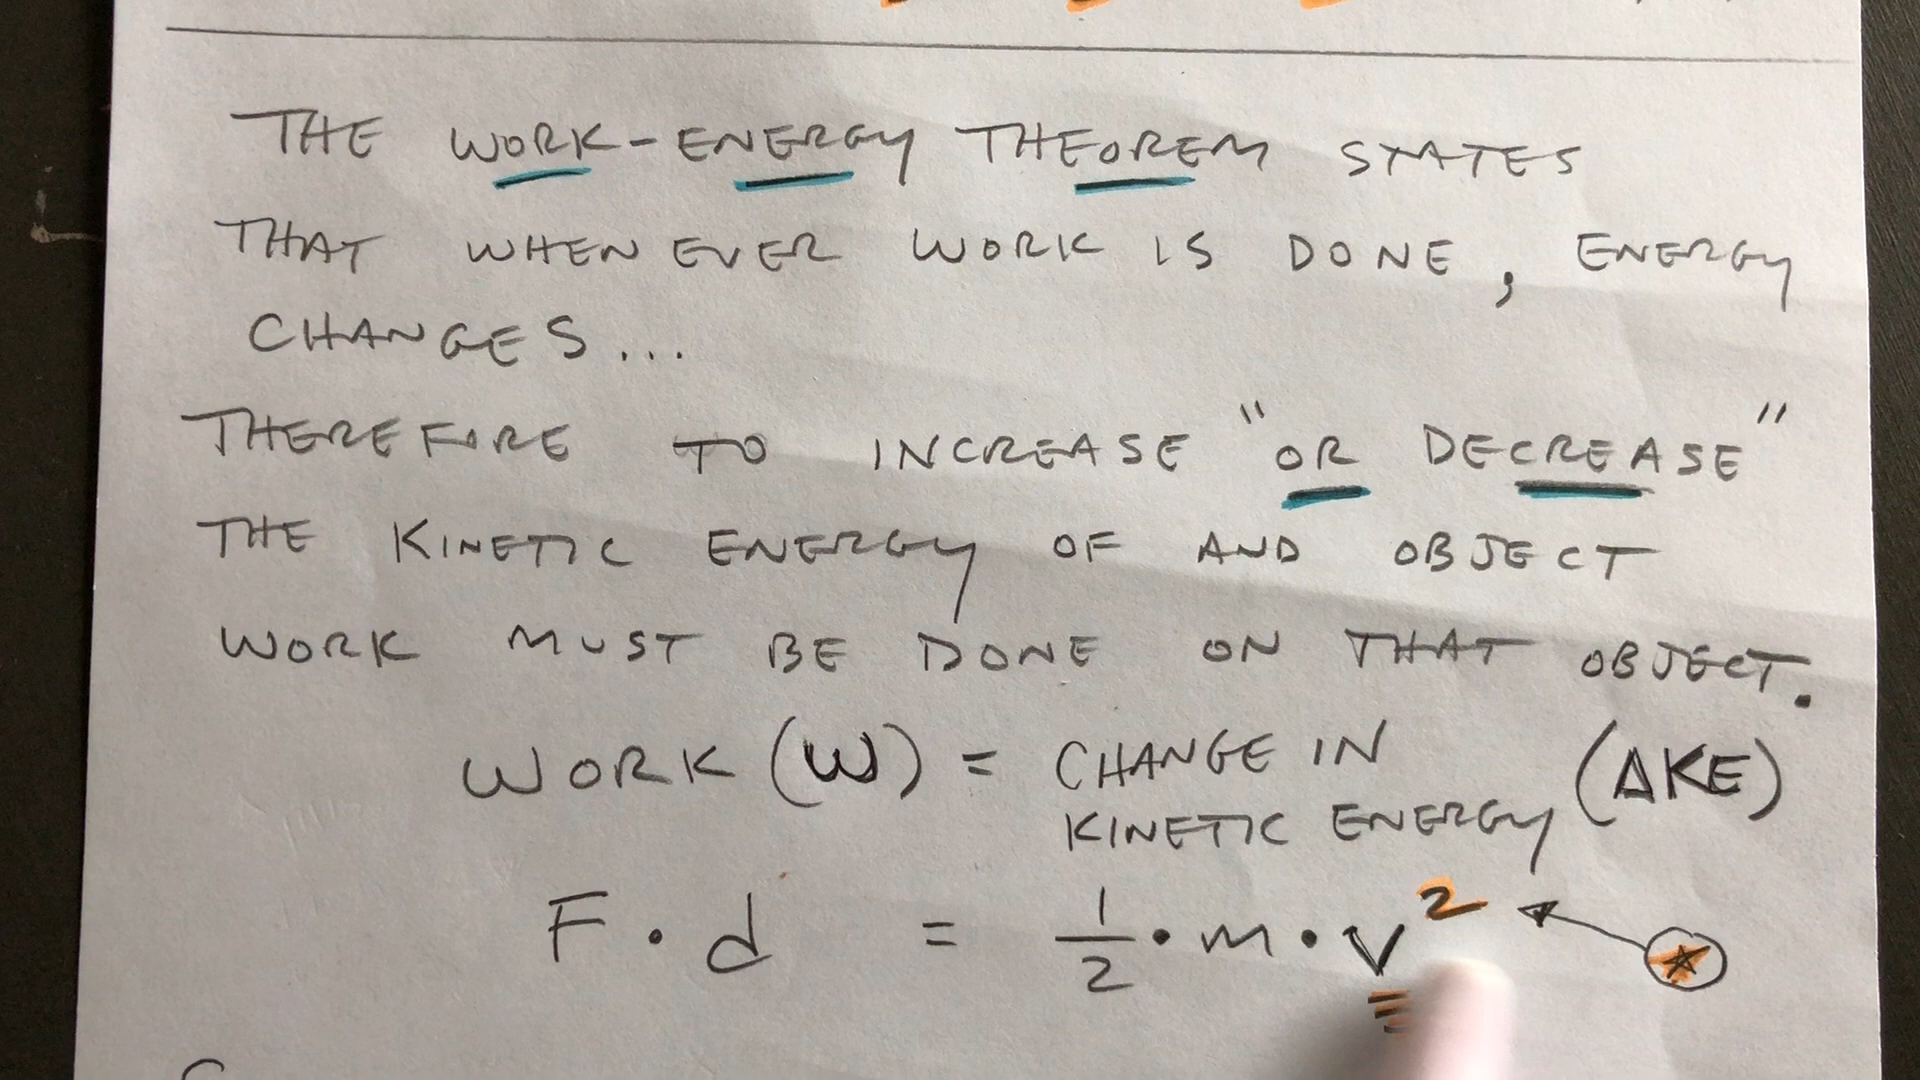 THE WORK-ENERGY THEOREM STATES
THAT WHENEVER WORK IS DONE, ENERGY
CHANGES...
THEREFORE TO INCREASE "OR DECREASE"
THE KINETIC ENERGY OF AND OBJECT
WORK MUST BE DONE ON THAT OBJECT.
WORK (W) = CHANGE IN KINETIC ENERGY (ΔKE)
F · d = 1/2 · m · v²